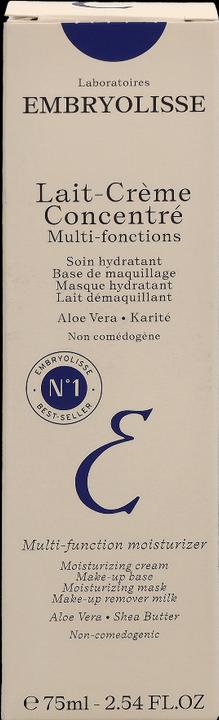 Laboratoires
EMBRYOLISSE
Lait-Crème
Concentré
Multi-fonctions
Soin hydratant
Base de maquillage
Masque hydratant
Lait démaquillant
Aloe Vera • Karité
Non comédogène
EMBRYOLISSE
N°1
BEST-SELLER
Multi-function moisturizer
Moisturizing cream
Make-up base
Moisturizing mask
Make-up remover milk
Aloe Vera • Shea Butter
Non-comedogenic
℮ 75ml - 2.54 FL.OZ